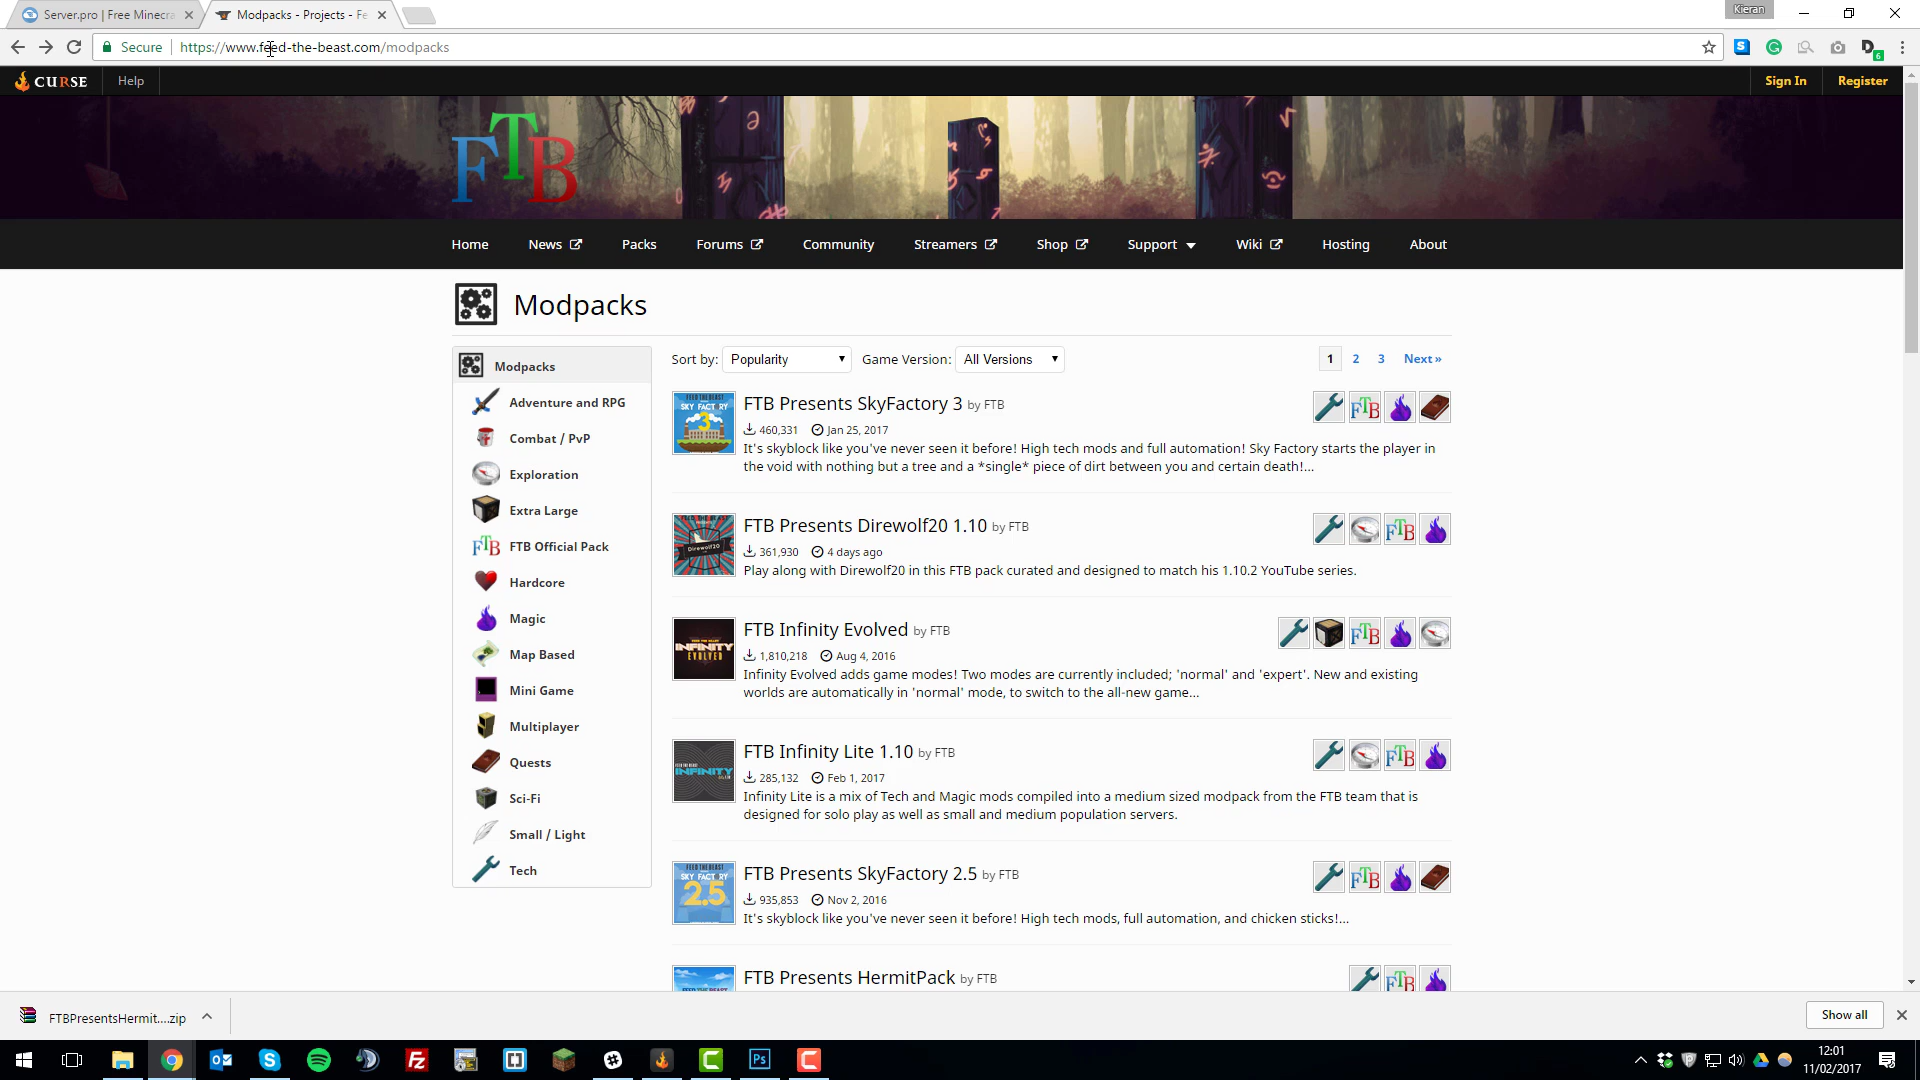 Server.pro | Free Minecra
Modpacks - Projects - Fe
Kieran
Secure
https://www.feed-the-beast.com/modpacks
CURSE
Help
Sign In
Register
FTB
Home
News
Packs
Forums
Community
Streamers
Shop
Support
Wiki
Hosting
About
Modpacks
Modpacks
Adventure and RPG
Combat / PvP
Exploration
Extra Large
FTB Official Pack
Hardcore
Magic
Map Based
Mini Game
Multiplayer
Quests
Sci-Fi
Small / Light
Tech
Sort by: Popularity Game Version: All Versions
1 2 3 Next »
FTB Presents SkyFactory 3 by FTB
460,331 Jan 25, 2017
It's skyblock like you've never seen it before! High tech mods and full automation! Sky Factory starts the player in
the void with nothing but a tree and a *single* piece of dirt between you and certain death!...
FTB Presents Direwolf20 1.10 by FTB
361,930 4 days ago
Play along with Direwolf20 in this FTB pack curated and designed to match his 1.10.2 YouTube series.
FTB Infinity Evolved by FTB
1,810,218 Aug 4, 2016
Infinity Evolved adds game modes! Two modes are currently included; 'normal' and 'expert'. New and existing
worlds are automatically in 'normal' mode, to switch to the all-new game...
FTB Infinity Lite 1.10 by FTB
285,132 Feb 1, 2017
Infinity Lite is a mix of Tech and Magic mods compiled into a medium sized modpack from the FTB team that is
designed for solo play as well as small and medium population servers.
FTB Presents SkyFactory 2.5 by FTB
935,853 Nov 2, 2016
It's skyblock like you've never seen it before! High tech mods, full automation, and chicken sticks!...
FTB Presents HermitPack by FTB
FTBPresentsHermit....zip
Show all
12:01
11/02/2017